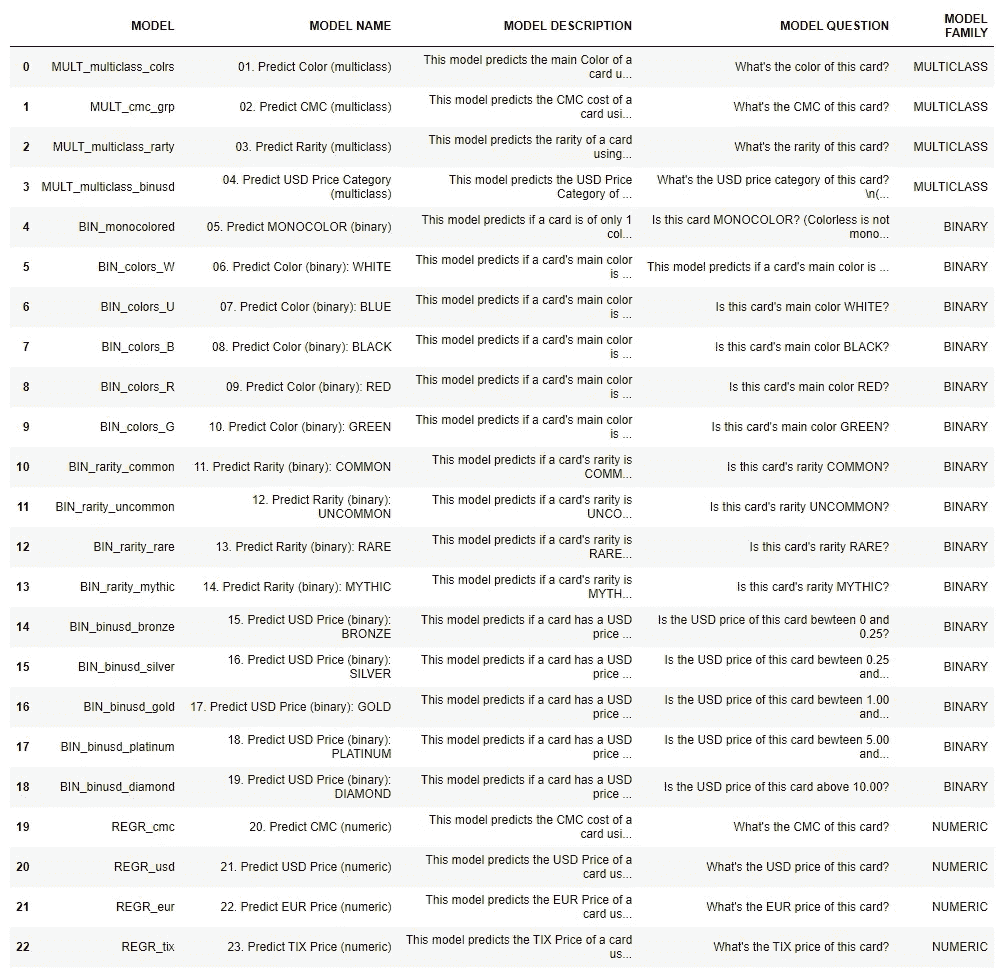 MODEL MODEL NAME MODEL DESCRIPTION MODEL QUESTION MODEL FAMILY
0 MULT_multiclass_colrs 01. Predict Color (multiclass) This model predicts the main Color of a card u... What's the color of this card? MULTICLASS
1 MULT_cmc_grp 02. Predict CMC (multiclass) This model predicts the CMC cost of a card usi... What's the CMC of this card? MULTICLASS
2 MULT_multiclass_rarty 03. Predict Rarity (multiclass) This model predicts the rarity of a card using... What's the rarity of this card? MULTICLASS
3 MULT_multiclass_binusd 04. Predict USD Price Category (multiclass) This model predicts the USD Price Category of ... What's the USD price category of this card? \n(... MULTICLASS
4 BIN_monocolored 05. Predict MONOCOLOR (binary) This model predicts if a card is of only 1 col... Is this card MONOCOLOR? (Colorless is not mono... BINARY
5 BIN_colors_W 06. Predict Color (binary): WHITE This model predicts if a card's main color is ... This model predicts if a card's main color is ... BINARY
6 BIN_colors_U 07. Predict Color (binary): BLUE This model predicts if a card's main color is ... Is this card's main color WHITE? BINARY
7 BIN_colors_B 08. Predict Color (binary): BLACK This model predicts if a card's main color is ... Is this card's main color BLACK? BINARY
8 BIN_colors_R 09. Predict Color (binary): RED This model predicts if a card's main color is ... Is this card's main color RED? BINARY
9 BIN_colors_G 10. Predict Color (binary): GREEN This model predicts if a card's main color is ... Is this card's main color GREEN? BINARY
10 BIN_rarity_common 11. Predict Rarity (binary): COMMON This model predicts if a card's rarity is COMM... Is this card's rarity COMMON? BINARY
11 BIN_rarity_uncommon 12. Predict Rarity (binary): UNCOMMON This model predicts if a card's rarity is UNCO... Is this card's rarity UNCOMMON? BINARY
12 BIN_rarity_rare 13. Predict Rarity (binary): RARE This model predicts if a card's rarity is RARE... Is this card's rarity RARE? BINARY
13 BIN_rarity_mythic 14. Predict Rarity (binary): MYTHIC This model predicts if a card's rarity is MYTH... Is this card's rarity MYTHIC? BINARY
14 BIN_binusd_bronze 15. Predict USD Price (binary): BRONZE This model predicts if a card has a USD price ... Is the USD price of this card bewteen 0 and 0.25? BINARY
15 BIN_binusd_silver 16. Predict USD Price (binary): SILVER This model predicts if a card has a USD price ... Is the USD price of this card bewteen 0.25 and... BINARY
16 BIN_binusd_gold 17. Predict USD Price (binary): GOLD This model predicts if a card has a USD price ... Is the USD price of this card bewteen 1.00 and... BINARY
17 BIN_binusd_platinum 18. Predict USD Price (binary): PLATINUM This model predicts if a card has a USD price ... Is the USD price of this card bewteen 5.00 and... BINARY
18 BIN_binusd_diamond 19. Predict USD Price (binary): DIAMOND This model predicts if a card has a USD price ... Is the USD price of this card above 10.00? BINARY
19 REGR_cmc 20. Predict CMC (numeric) This model predicts the CMC cost of a card usi... What's the CMC of this card? NUMERIC
20 REGR_usd 21. Predict USD Price (numeric) This model predicts the USD Price of a card us... What's the USD price of this card? NUMERIC
21 REGR_eur 22. Predict EUR Price (numeric) This model predicts the EUR Price of a card us... What's the EUR price of this card? NUMERIC
22 REGR_tix 23. Predict TIX Price (numeric) This model predicts the TIX Price of a card us... What's the TIX price of this card? NUMERIC